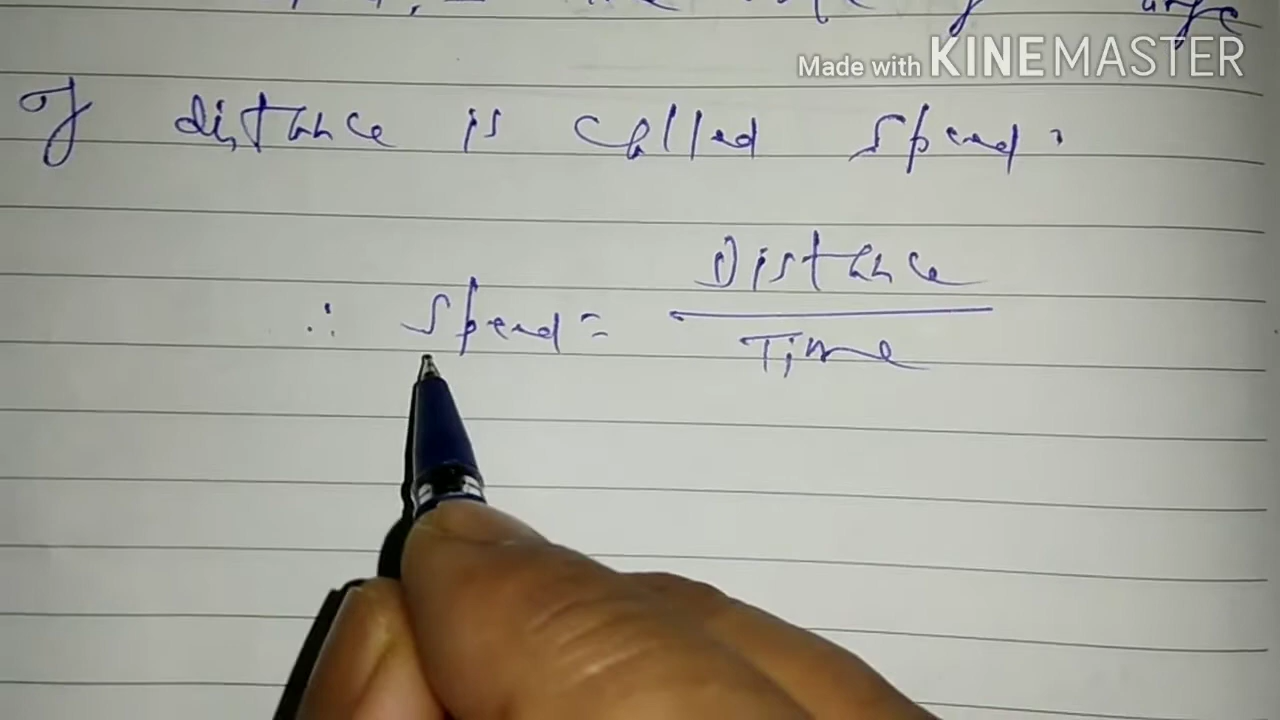 Made with KINEMASTER
of distance is called Speed.
∴ Speed = Distance / Time